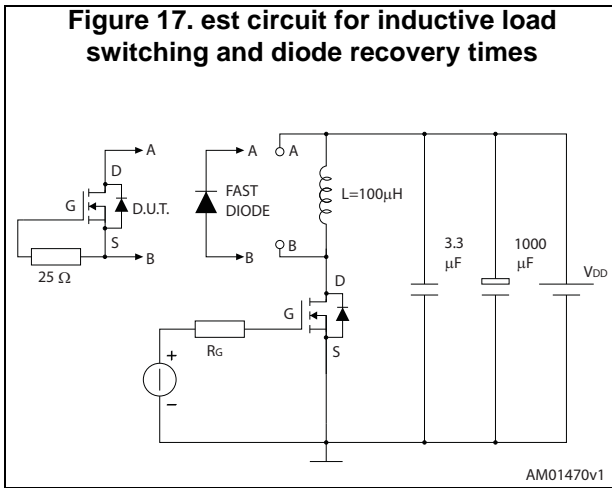 Figure 17. est circuit for inductive load
switching and diode recovery times
A
D
G
D.U.T.
S
B
25 Ω
A
FAST
DIODE
B
A
L=100μH
B
D
G
S
RG
+
−
3.3
μF
1000
μF
VDD
AM01470v1